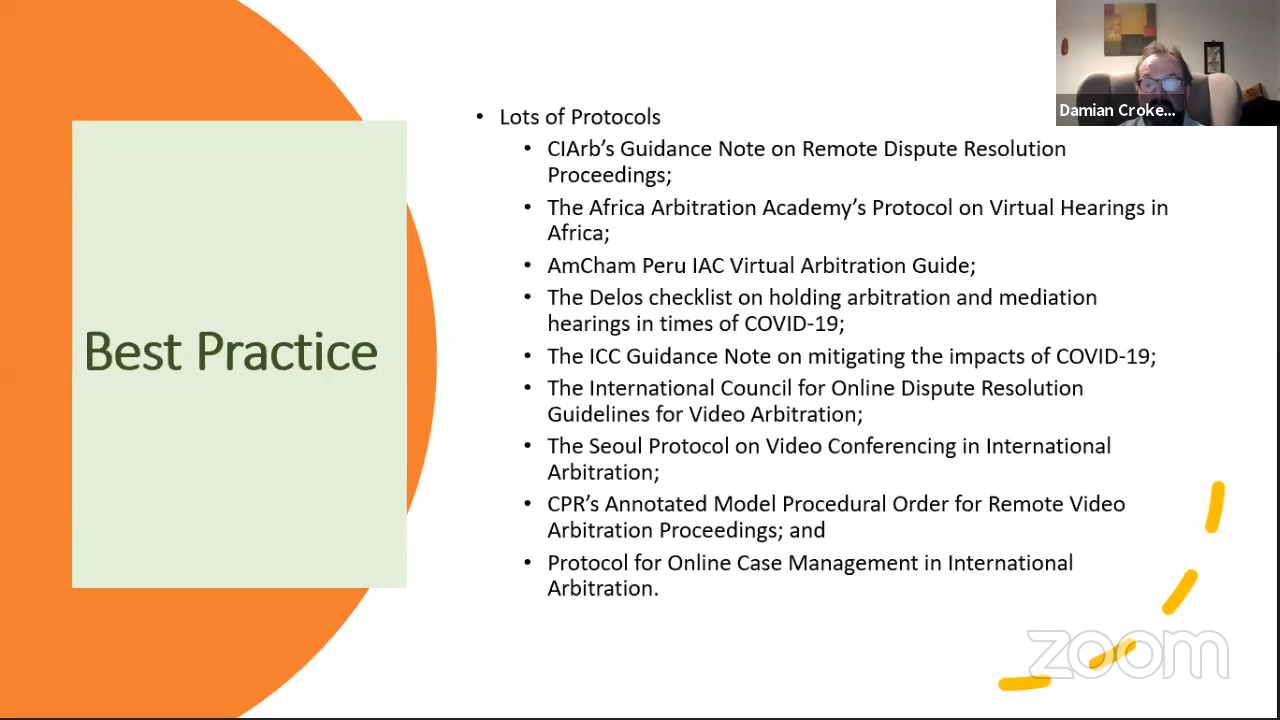 Damian Croke...
• Lots of Protocols
• CIArb’s Guidance Note on Remote Dispute Resolution
Proceedings;
• The Africa Arbitration Academy’s Protocol on Virtual Hearings in
Africa;
• AmCham Peru IAC Virtual Arbitration Guide;
• The Delos checklist on holding arbitration and mediation
hearings in times of COVID-19;
• The ICC Guidance Note on mitigating the impacts of COVID-19;
• The International Council for Online Dispute Resolution
Guidelines for Video Arbitration;
• The Seoul Protocol on Video Conferencing in International
Arbitration;
• CPR’s Annotated Model Procedural Order for Remote Video
Arbitration Proceedings; and
• Protocol for Online Case Management in International
Arbitration.
Best Practice
zoom